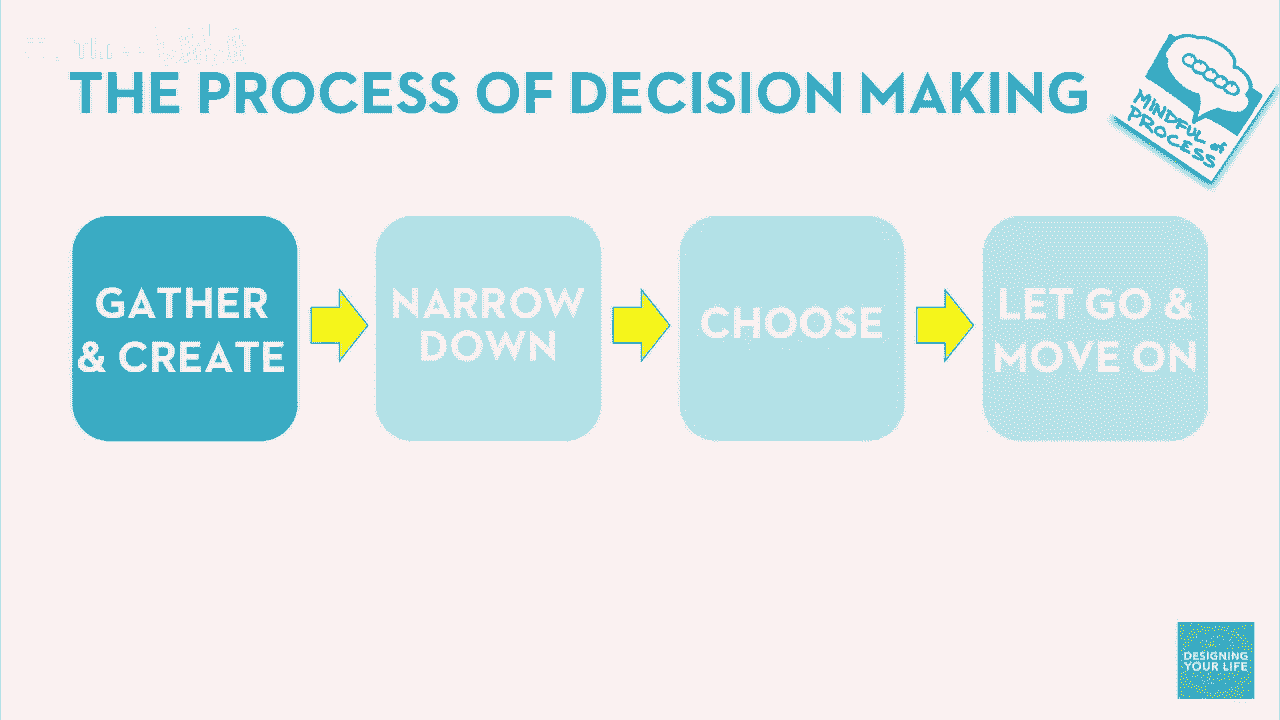 THE PROCESS OF DECISION MAKING
MINDFUL of
PROCESS
GATHER
& CREATE
NARROW
DOWN
CHOOSE
LET GO &
MOVE ON
DESIGNING
YOUR LIFE